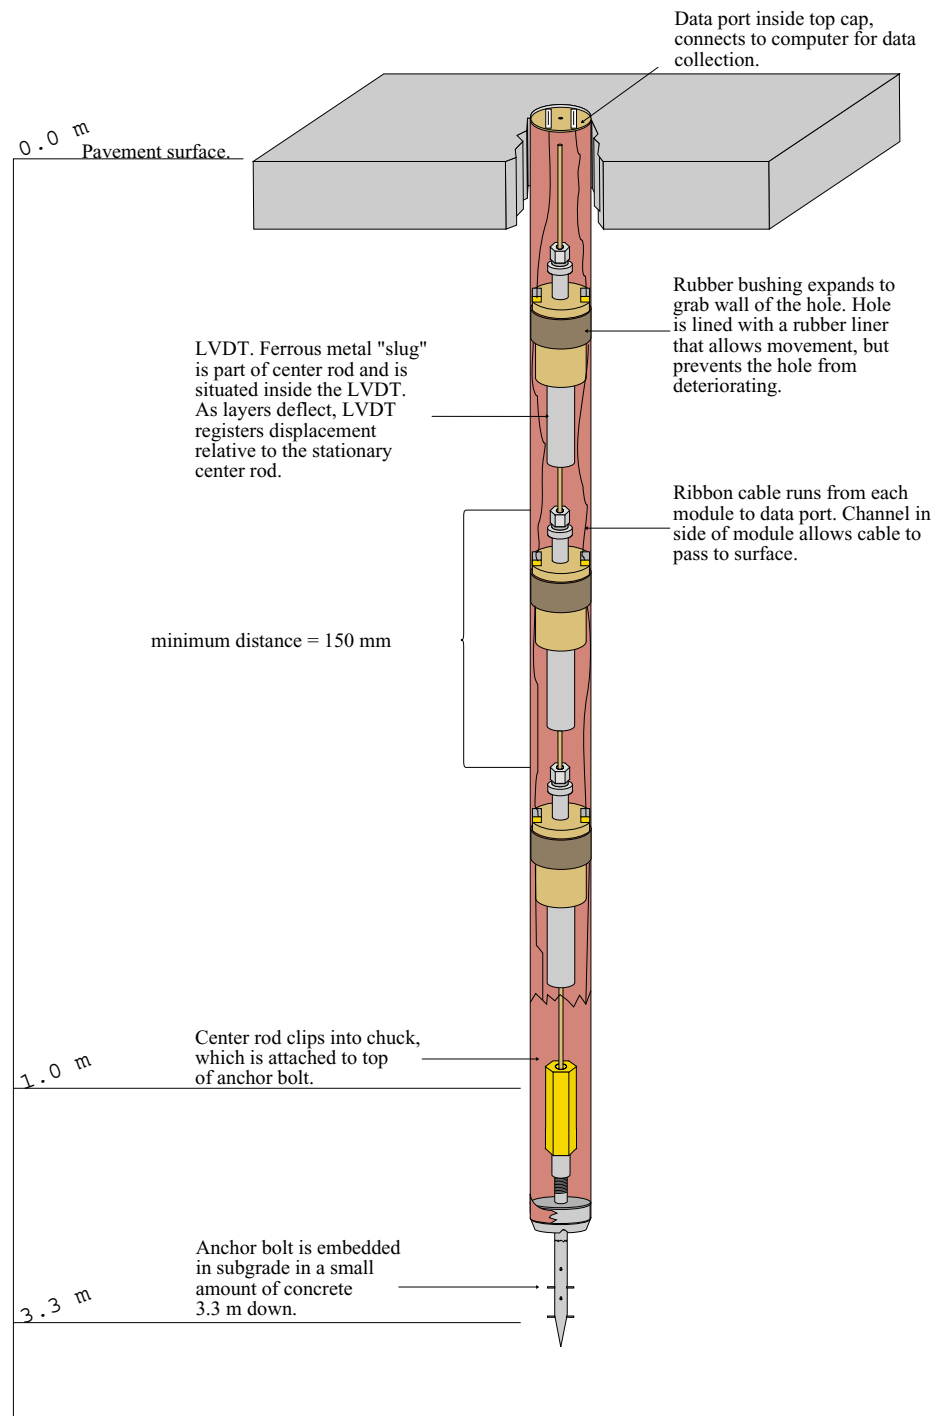 Data port inside top cap,
connects to computer for data
collection.
0.0 m
Pavement surface.
Rubber bushing expands to
grab wall of the hole. Hole
is lined with a rubber liner
that allows movement, but
prevents the hole from
deteriorating.
LVDT. Ferrous metal "slug"
is part of center rod and is
situated inside the LVDT.
As layers deflect, LVDT
registers displacement
relative to the stationary
center rod.
Ribbon cable runs from each
module to data port. Channel in
side of module allows cable to
pass to surface.
minimum distance = 150 mm
Center rod clips into chuck,
which is attached to top
of anchor bolt.
1.0 m
Anchor bolt is embedded
in subgrade in a small
amount of concrete
3.3 m down.
3.3 m